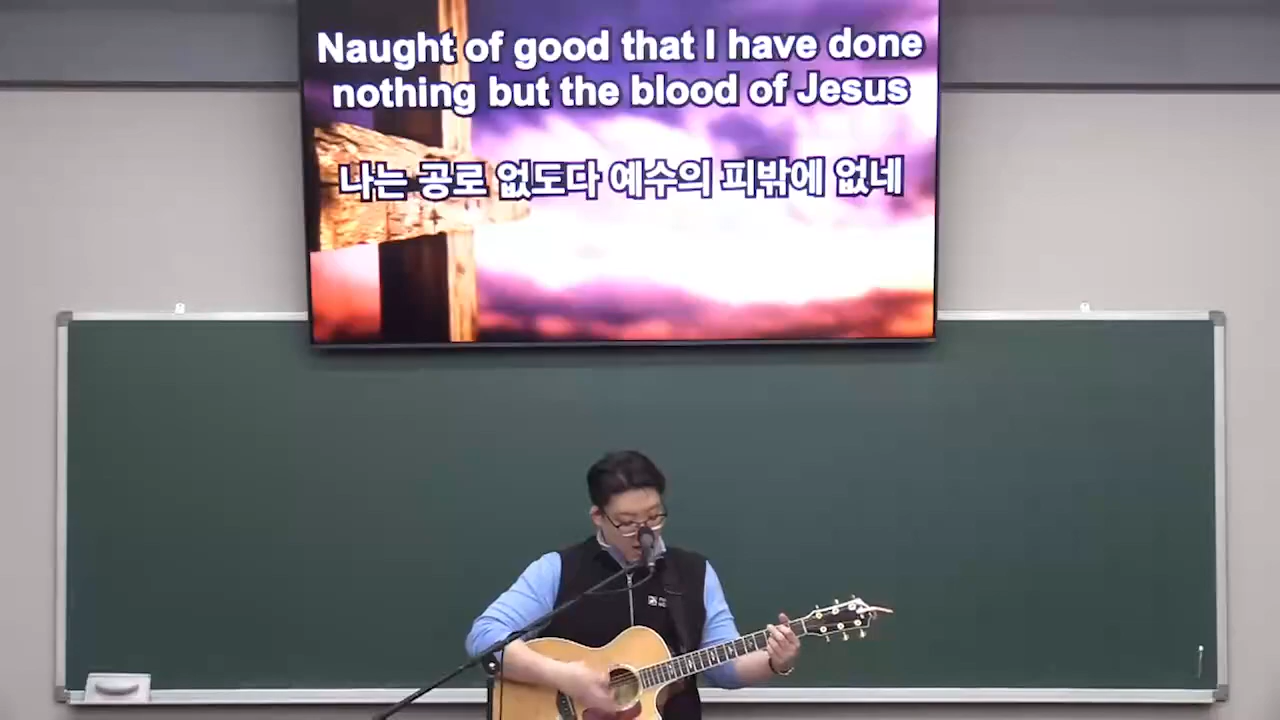 Naught of good that I have done
nothing but the blood of Jesus
나는 공로 없도다 예수의 피밖에 없네